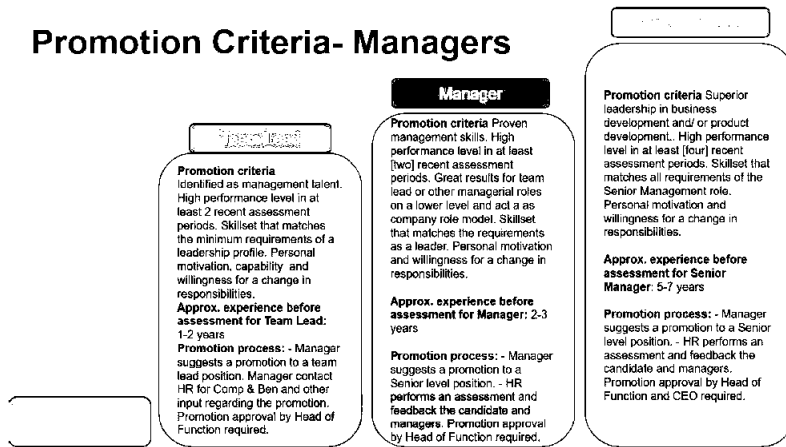 Promotion Criteria- Managers
Team Lead
Promotion criteria
Identified as management talent.
High performance level in at
least 2 recent assessment
periods. Skillset that matches
the minimum requirements of a
leadership profile. Personal
motivation, capability and
willingness for a change in
responsibilities.
Approx. experience before
assessment for Team Lead:
1-2 years
Promotion process: - Manager
suggests a promotion to a team
lead position. Manager contact
HR for Comp & Ben and other
input regarding the promotion.
Promotion approval by Head of
Function required.
Manager
Promotion criteria Proven
management skills. High
performance level in at least
[two] recent assessment
periods. Great results for team
lead or other managerial roles
on a lower level and act a as
company role model. Skillset
that matches the requirements
as a leader. Personal motivation
and willingness for a change in
responsibilities.
Approx. experience before
assessment for Manager: 2-3
years
Promotion process: - Manager
suggests a promotion to a
Senior level position. - HR
performs an assessment and
feedback the candidate and
managers. Promotion approval
by Head of Function required.
Promotion criteria Superior
leadership in business
development and/ or product
development.. High performance
level in at least [four] recent
assessment periods. Skillset that
matches all requirements of the
Senior Management role.
Personal motivation and
willingness for a change in
responsibilities.
Approx. experience before
assessment for Senior
Manager: 5-7 years
Promotion process: - Manager
suggests a promotion to a Senior
level position. - HR performs an
assessment and feedback the
candidate and managers.
Promotion approval by Head of
Function and CEO required.